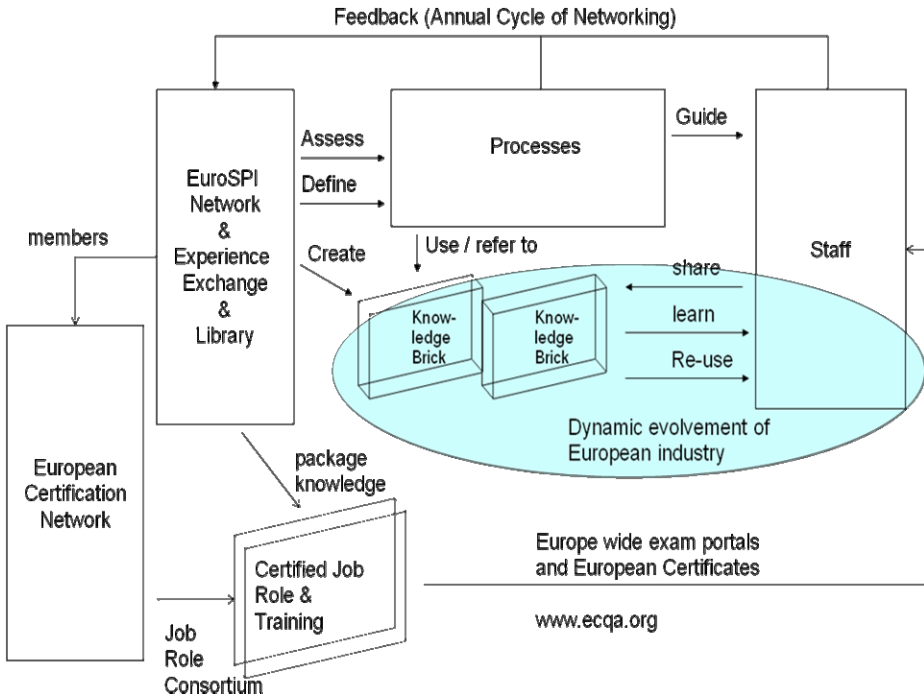 Feedback (Annual Cycle of Networking)
Assess
Define
Create
EuroSPI
Network
&
Experience
Exchange
&
Library
members
Processes
Guide
Use / refer to
Staff
share
learn
Re-use
Know-
ledge
Brick
Know-
ledge
Brick
Dynamic evolvement of
European industry
European
Certification
Network
package
knowledge
Certified Job
Role &
Training
Job
Role
Consortium
Europe wide exam portals
and European Certificates
www.ecqa.org